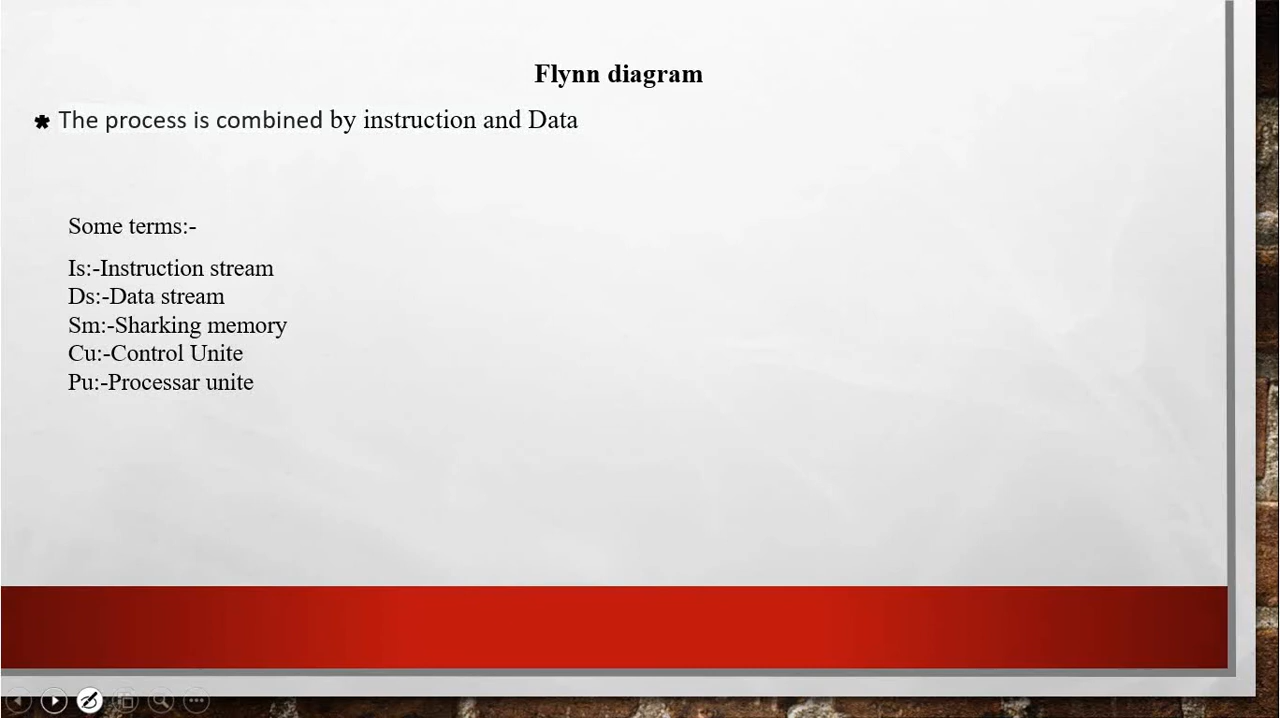 Flynn diagram
The process is combined by instruction and Data
Some terms:-
Is:-Instruction stream
Ds:-Data stream
Sm:-Sharking memory
Cu:-Control Unite
Pu:-Processar unite